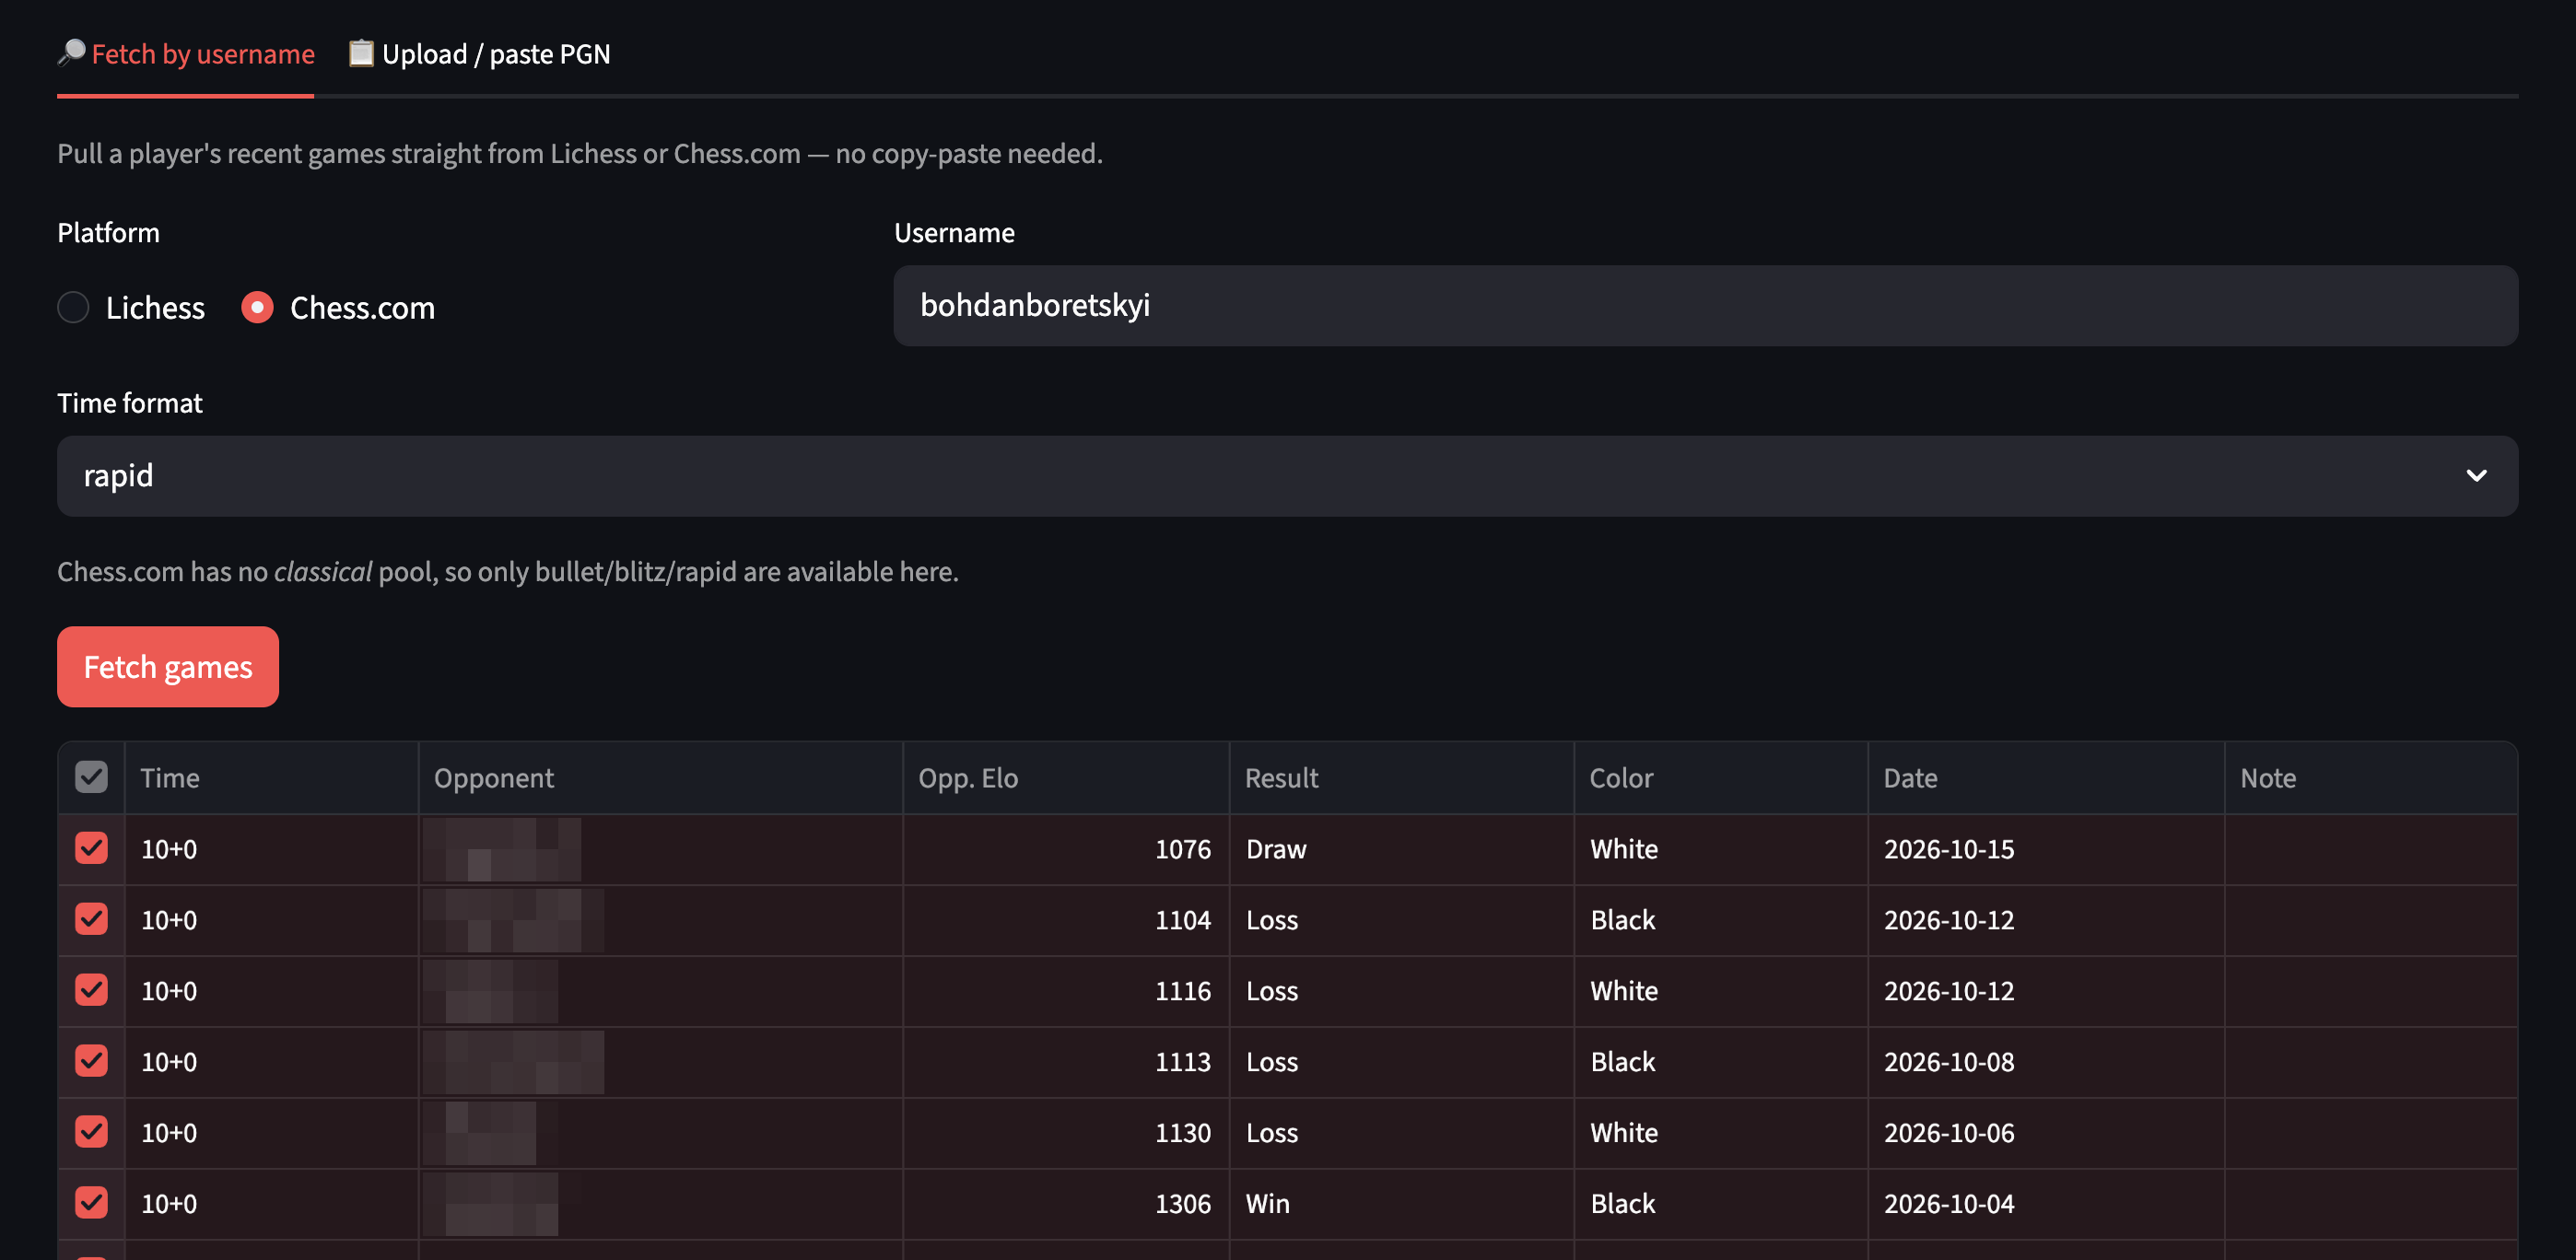 Fetch by username Upload / paste PGN
Pull a player's recent games straight from Lichess or Chess.com — no copy-paste needed.
Platform Username
Lichess Chess.com bohdanboretskyi
Time format
rapid
Chess.com has no classical pool, so only bullet/blitz/rapid are available here.
Fetch games
Time Opponent Opp. Elo Result Color Date Note
10+0 1076 Draw White 2026-10-15
10+0 1104 Loss Black 2026-10-12
10+0 1116 Loss White 2026-10-12
10+0 1113 Loss Black 2026-10-08
10+0 1130 Loss White 2026-10-06
10+0 1306 Win Black 2026-10-04